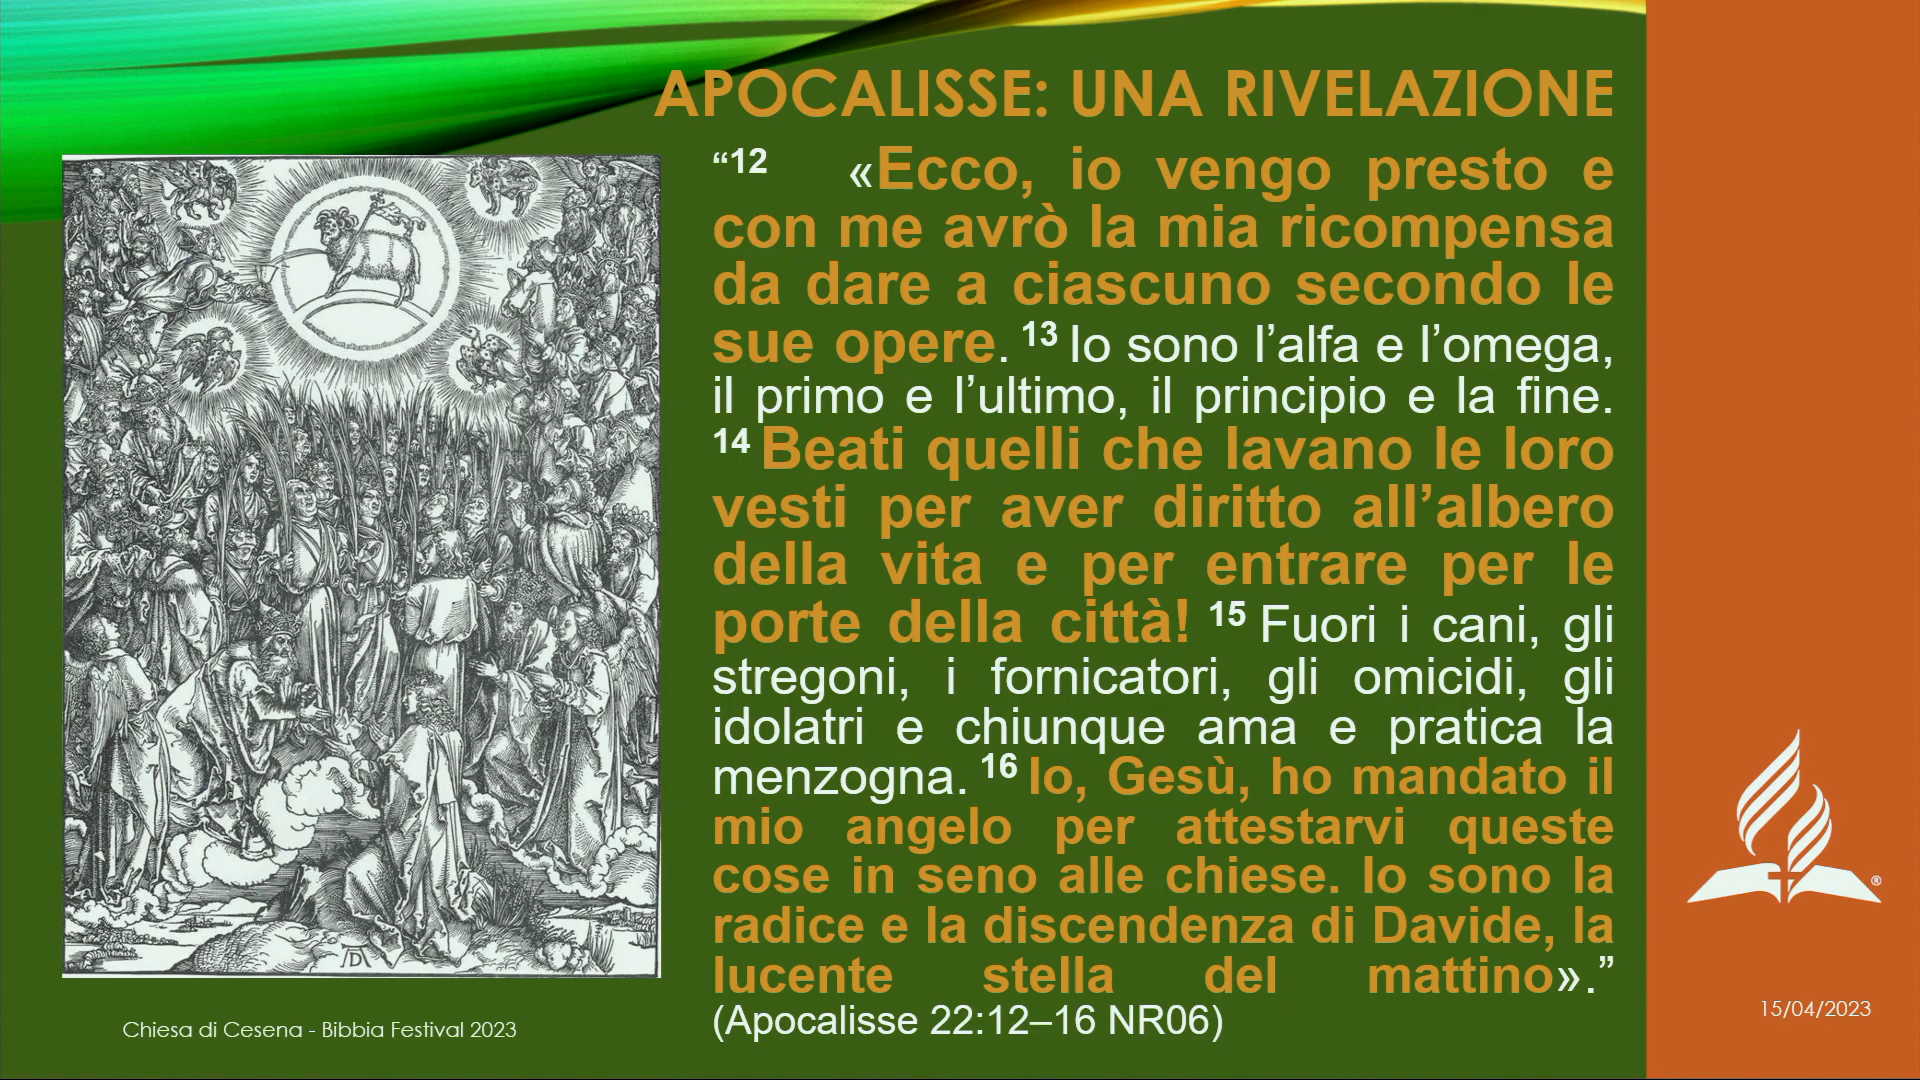 APOCALISSE: UNA RIVELAZIONE
“12 «Ecco, io vengo presto e
con me avrò la mia ricompensa
da dare a ciascuno secondo le
sue opere. 13 Io sono l’alfa e l’omega,
il primo e l’ultimo, il principio e la fine.
14 Beati quelli che lavano le loro
vesti per aver diritto all’albero
della vita e per entrare per le
porte della città! 15 Fuori i cani, gli
stregoni, i fornicatori, gli omicidi, gli
idolatri e chiunque ama e pratica la
menzogna. 16 Io, Gesù, ho mandato il
mio angelo per attestarvi queste
cose in seno alle chiese. Io sono la
radice e la discendenza di Davide, la
lucente stella del mattino».”
(Apocalisse 22:12–16 NR06)
AD
Chiesa di Cesena - Bibbia Festival 2023
®
15/04/2023